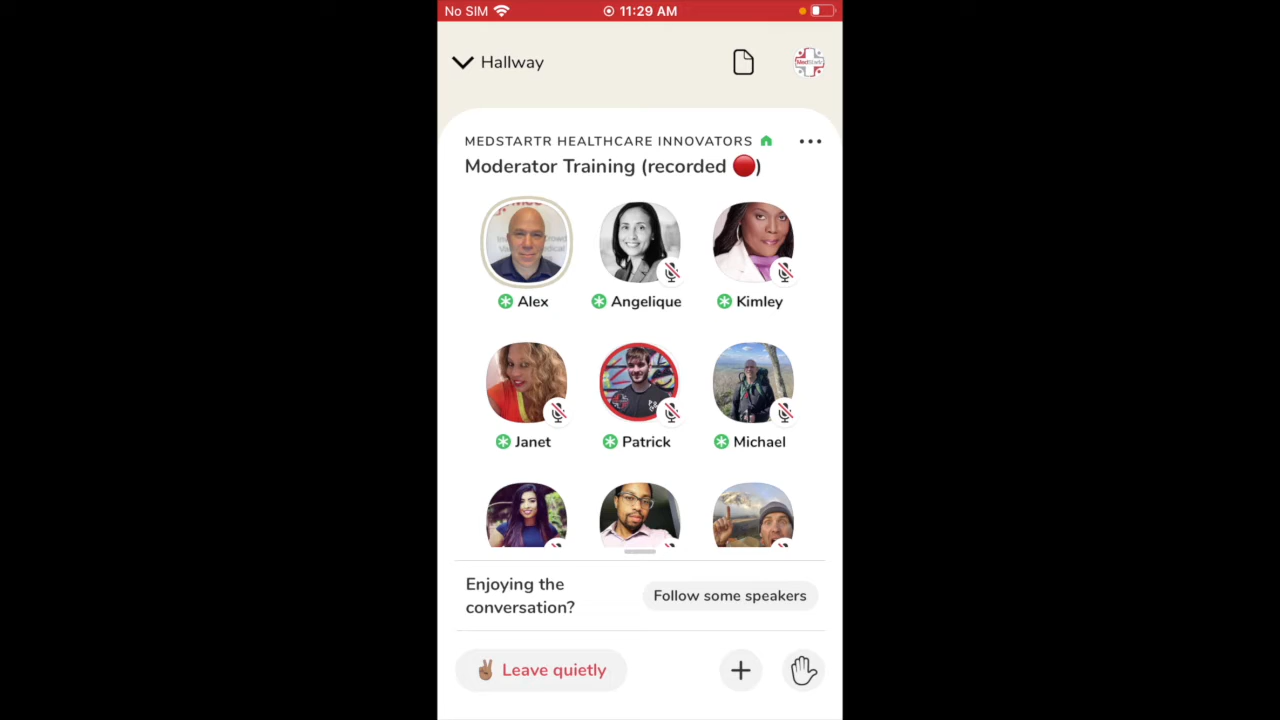 No SIM 11:29 AM
Hallway
MedStartr
MEDSTARTR HEALTHCARE INNOVATORS
Moderator Training (recorded 🔴)
Alex Angelique Kimley
Janet Patrick Michael
Enjoying the
conversation?
Follow some speakers
✌🏽 Leave quietly